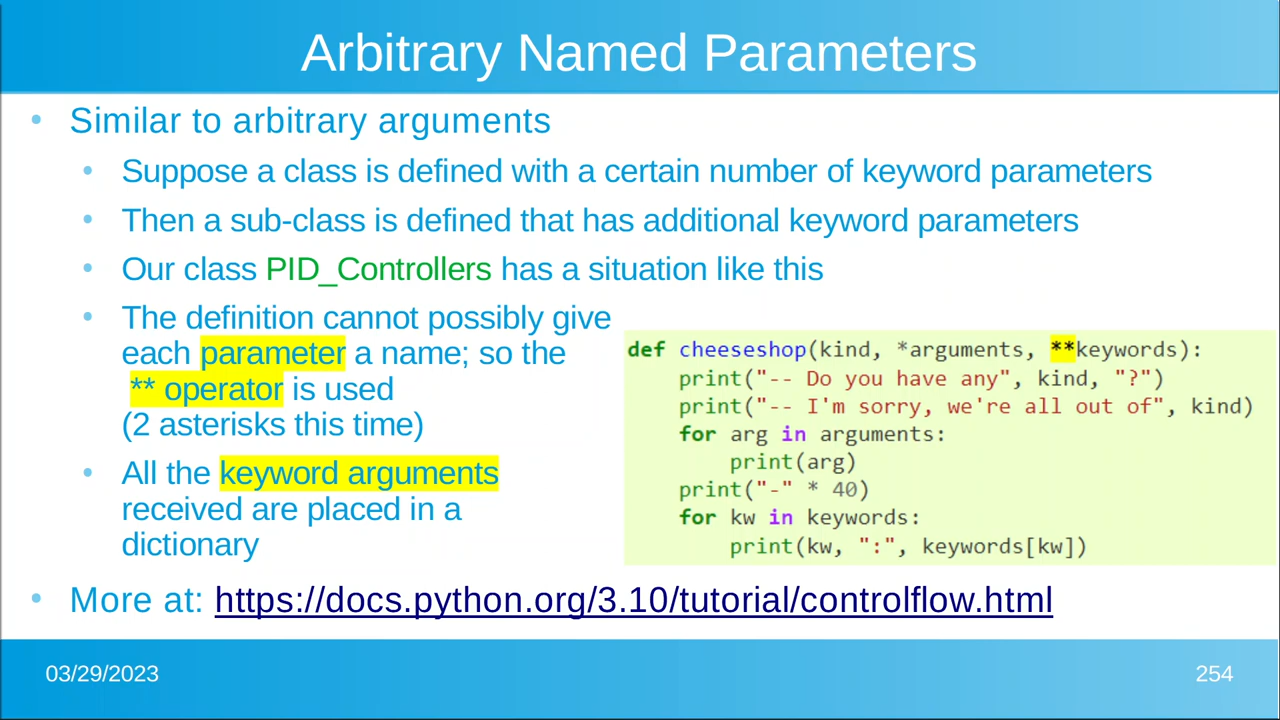 Arbitrary Named Parameters
• Similar to arbitrary arguments
• Suppose a class is defined with a certain number of keyword parameters
• Then a sub-class is defined that has additional keyword parameters
• Our class PID_Controllers has a situation like this
• The definition cannot possibly give
each parameter a name; so the
** operator is used
(2 asterisks this time)
• All the keyword arguments
received are placed in a
dictionary
def cheeseshop(kind, *arguments, **keywords):
    print("-- Do you have any", kind, "?")
    print("-- I'm sorry, we're all out of", kind)
    for arg in arguments:
        print(arg)
    print("-" * 40)
    for kw in keywords:
        print(kw, ":", keywords[kw])
• More at: https://docs.python.org/3.10/tutorial/controlflow.html
03/29/2023
254